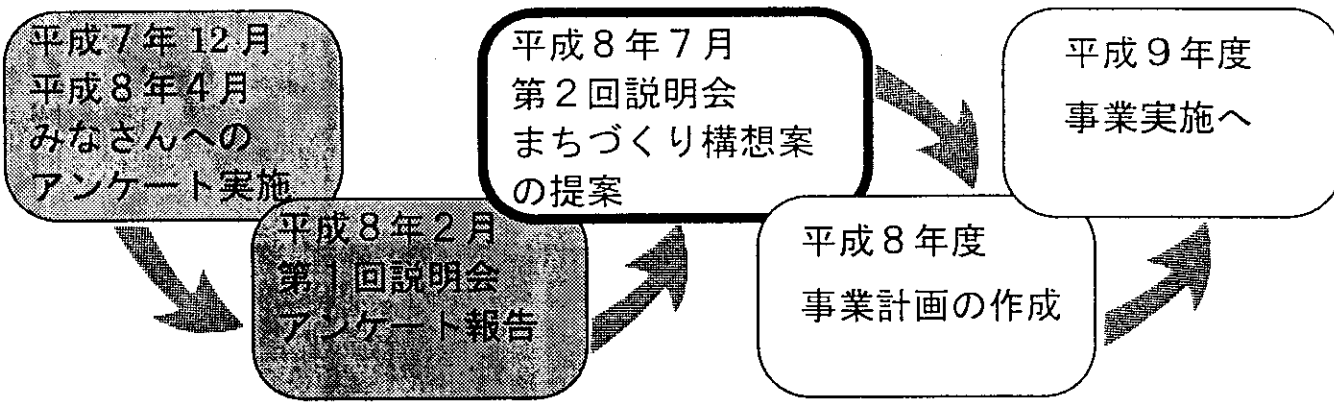 平成７年12月
平成８年４月
みなさんへの
アンケート実施
平成８年２月
第１回説明会
アンケート報告
平成８年７月
第２回説明会
まちづくり構想案
の提案
平成８年度
事業計画の作成
平成９年度
事業実施へ